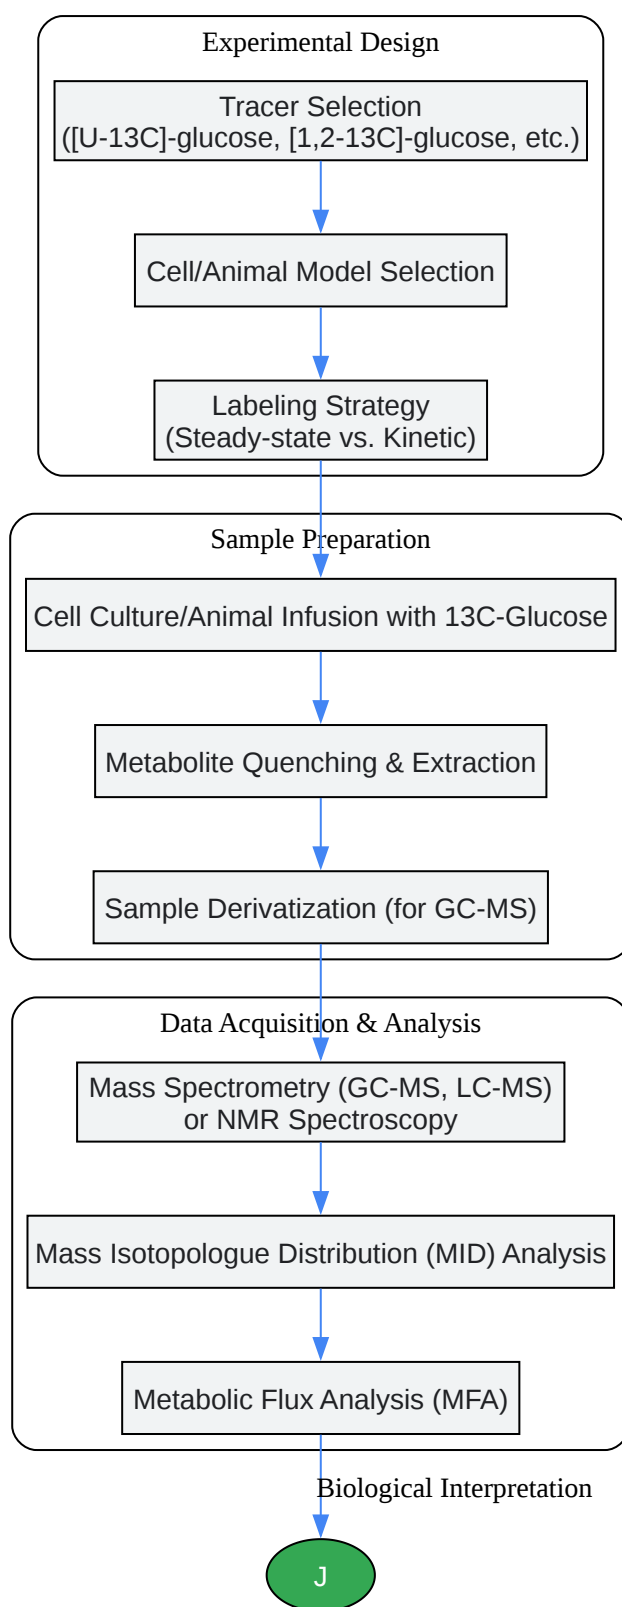 Experimental Design
Tracer Selection
([U-13C]-glucose, [1,2-13C]-glucose, etc.)
Cell/Animal Model Selection
Labeling Strategy
(Steady-state vs. Kinetic)
Sample Preparation
Cell Culture/Animal Infusion with 13C-Glucose
Metabolite Quenching & Extraction
Sample Derivatization (for GC-MS)
Data Acquisition & Analysis
Mass Spectrometry (GC-MS, LC-MS)
or NMR Spectroscopy
Mass Isotopologue Distribution (MID) Analysis
Metabolic Flux Analysis (MFA)
Biological Interpretation
J